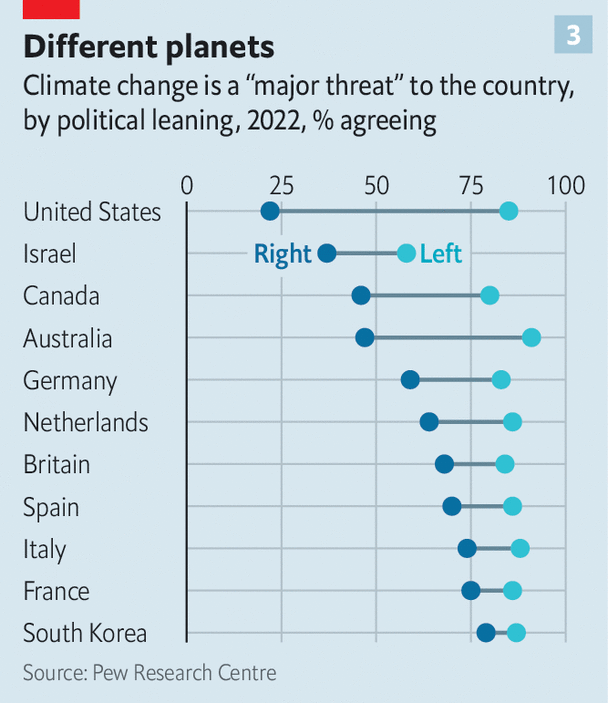 3
Different planets
Climate change is a “major threat” to the country,
by political leaning, 2022, % agreeing
0 25 50 75 100
United States
Israel Right Left
Canada
Australia
Germany
Netherlands
Britain
Spain
Italy
France
South Korea
Source: Pew Research Centre